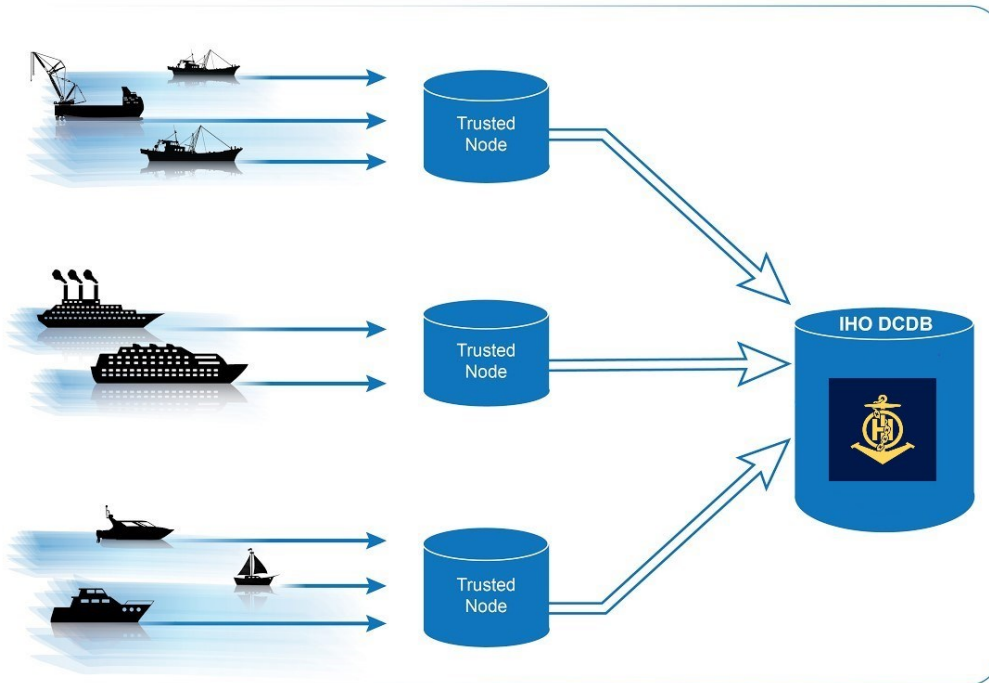 Trusted
Node
Trusted
Node
IHO DCDB
Trusted
Node